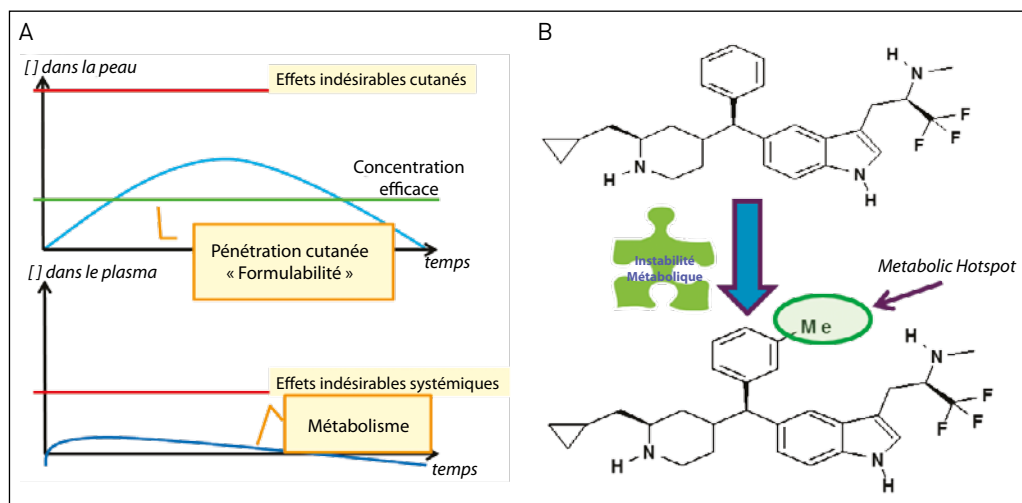 A
[ ] dans la peau
Effets indésirables cutanés
Concentration
efficace
Pénétration cutanée
« Formulabilité »
temps
[ ] dans le plasma
Effets indésirables systémiques
Métabolisme
temps
B
H
N
F
F
F
N
H
N
H
Instabilité
Métabolique
Metabolic Hotspot
Me
H
N
F
F
F
N
H
N
H